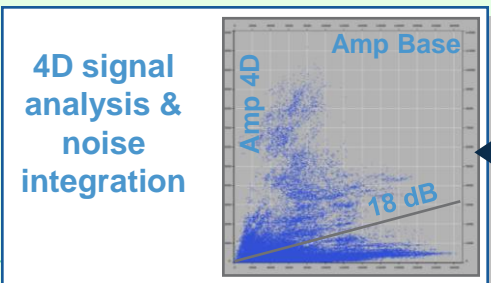 4D signal
analysis &
noise
integration
Amp Base
Amp 4D
18 dB